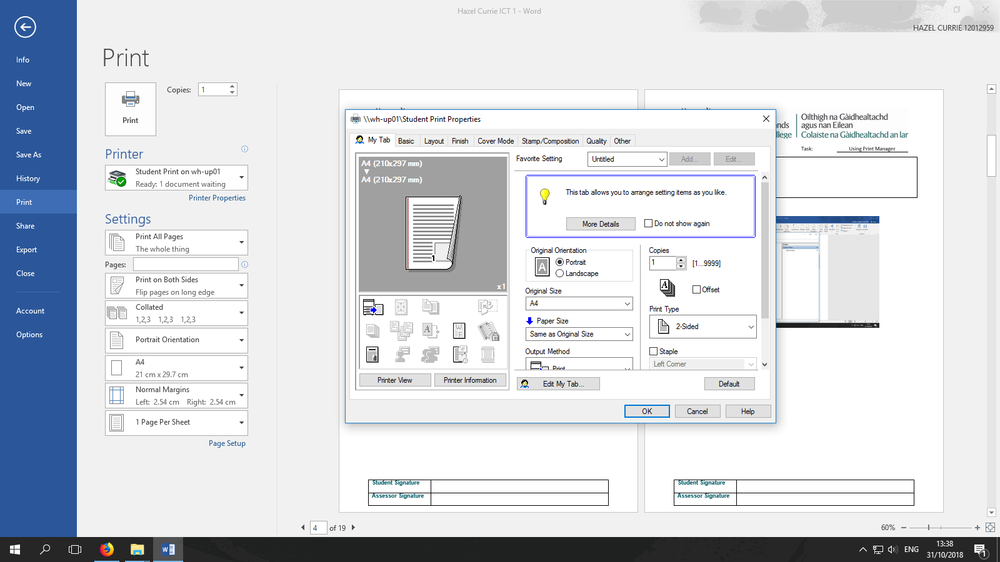 Hazel Currie ICT 1 - Word
HAZEL CURRIE 12012959
Info
New
Open
Save
Save As
History
Print
Share
Export
Close
Account
Options
Print
Print
Copies: 1
Printer
Student Print on wh-up01
Ready: 1 document waiting
Printer Properties
Settings
Print All Pages
The whole thing
Pages:
Print on Both Sides
Flip pages on long edge
Collated
1,2,3 1,2,3 1,2,3
Portrait Orientation
A4
21 cm x 29.7 cm
Normal Margins
Left: 2.54 cm Right: 2.54 cm
1 Page Per Sheet
Page Setup
\\wh-up01\Student Print Properties
My Tab Basic Layout Finish Cover Mode Stamp/Composition Quality Other
A4 (210x297 mm)
A4 (210x297 mm)
1
x1
Printer View Printer Information
Favorite Setting Untitled Add... Edit...
This tab allows you to arrange setting items as you like.
More Details Do not show again
Original Orientation
A
Portrait
Landscape
Original Size
A4
Paper Size
Same as Original Size
Output Method
Print
Copies
1 [1...9999]
Offset
Print Type
2-Sided
Staple
Left Corner
Edit My Tab... Default
OK Cancel Help
nds
llege
Oilthigh na Gàidhealtachd
agus nan Eilean
Colaiste na Gàidhealtachd an lar
Task: Using Print Manager
Student Signature
Assessor Signature
Student Signature
Assessor Signature
4 of 19
60%
ENG
13:38
31/10/2018
1